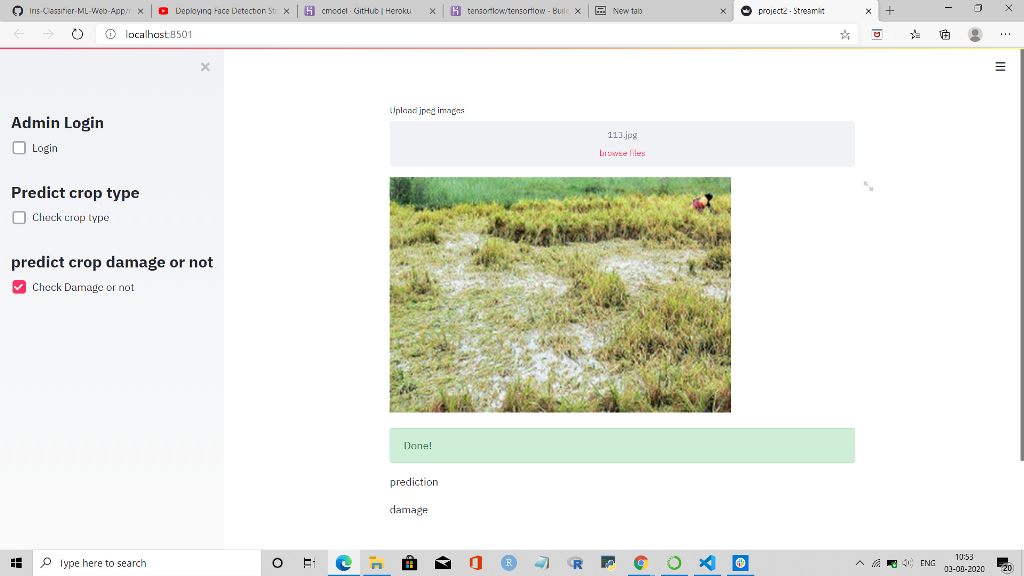 Iris-Classifier-ML-Web-App/r
Deploying Face Detection St
cmodel · GitHub | Heroku
tensorflow/tensorflow - Buil
New tab
project2 · Streamlit
localhost:8501
Admin Login
Login
Predict crop type
Check crop type
predict crop damage or not
Check Damage or not
Upload jpeg images
113.jpg
browse files
Done!
prediction
damage
Type here to search
ENG
10:53
03-08-2020
20